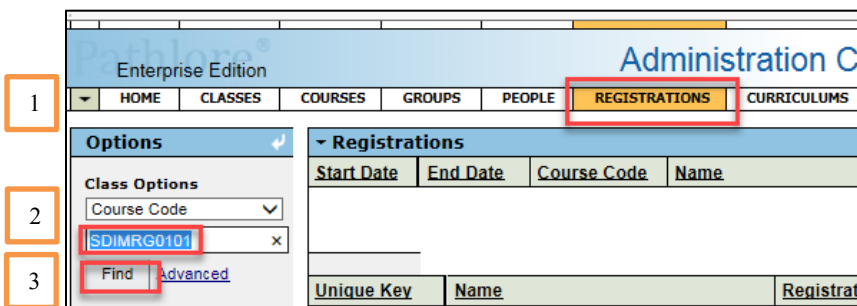 Pathlore®
Enterprise Edition
Administration C
1
HOME CLASSES COURSES GROUPS PEOPLE REGISTRATIONS CURRICULUMS
Options
Registrations
Start Date End Date Course Code Name
Class Options
2
Course Code
SDIMRG0101 ×
3
Find Advanced
Unique Key Name Registrat